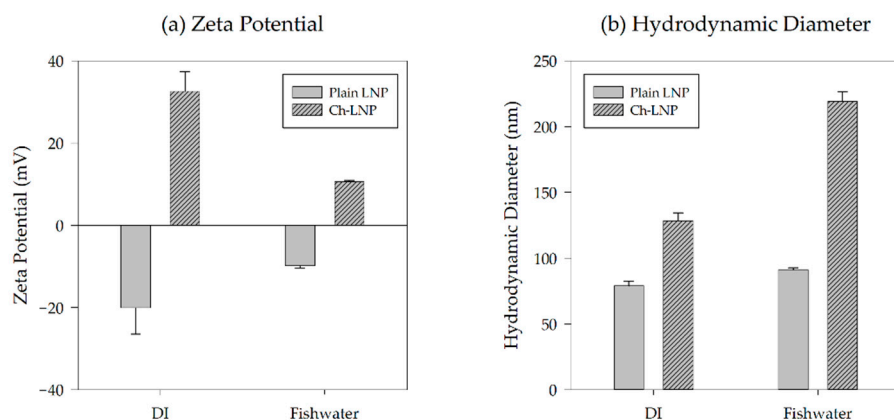 (a) Zeta Potential
40
20
0
−20
−40
Zeta Potential (mV)
Plain LNP
Ch-LNP
DI
Fishwater
(b) Hydrodynamic Diameter
250
200
150
100
50
0
Hydrodynamic Diameter (nm)
Plain LNP
Ch-LNP
DI
Fishwater